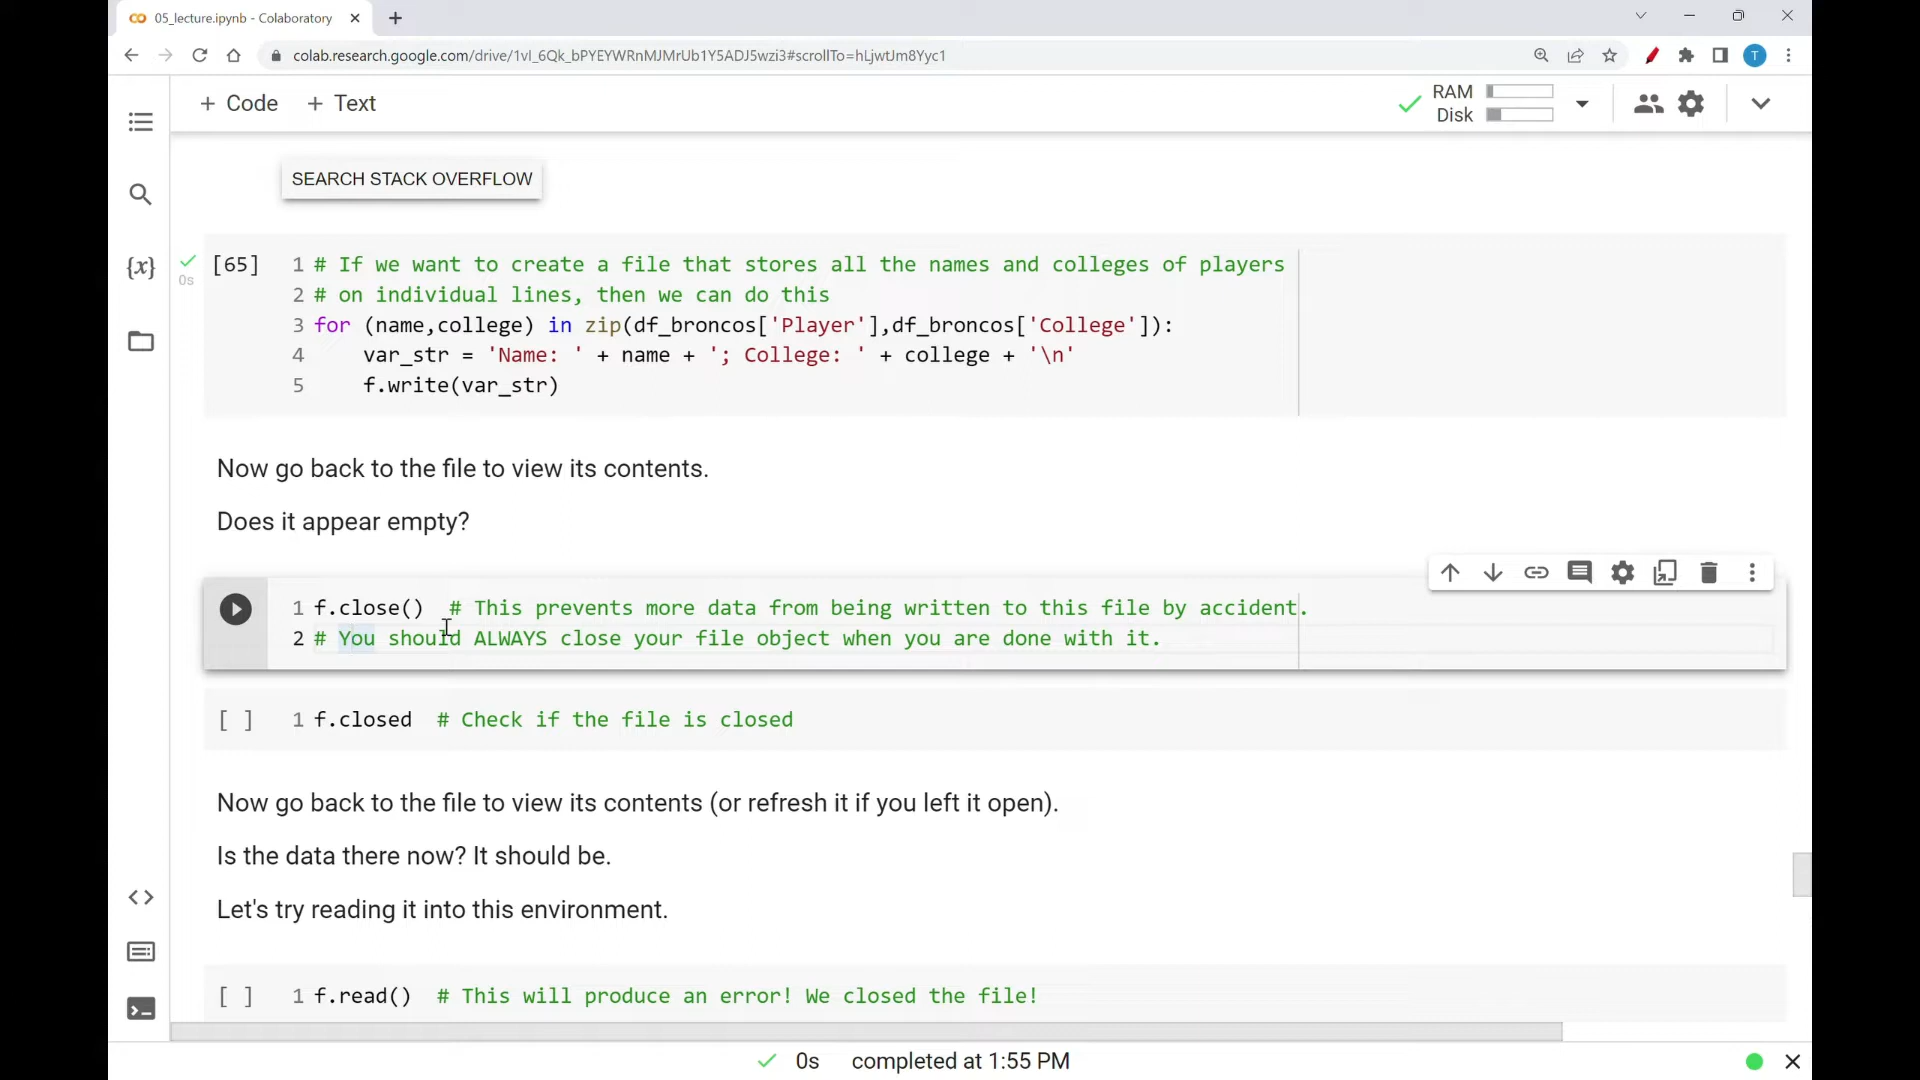 05_lecture.ipynb - Colaboratory
colab.research.google.com/drive/1vI_6Qk_bPYEYWRnMJMrUb1Y5ADJ5wzi3#scrollTo=hLjwtJm8Yyc1
T
+ Code + Text
RAM
Disk
SEARCH STACK OVERFLOW
{x}
0s
[65]
1 # If we want to create a file that stores all the names and colleges of players
2 # on individual lines, then we can do this
3 for (name,college) in zip(df_broncos['Player'],df_broncos['College']):
4 var_str = 'Name: ' + name + '; College: ' + college + '\n'
5 f.write(var_str)
Now go back to the file to view its contents.
Does it appear empty?
1 f.close() # This prevents more data from being written to this file by accident.
2 # You should ALWAYS close your file object when you are done with it.
[ ] 1 f.closed # Check if the file is closed
Now go back to the file to view its contents (or refresh it if you left it open).
Is the data there now? It should be.
Let's try reading it into this environment.
[ ] 1 f.read() # This will produce an error! We closed the file!
0s completed at 1:55 PM